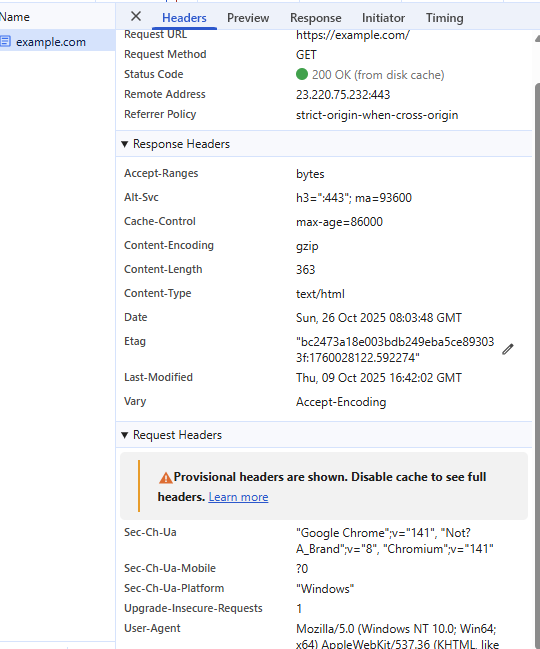 Name
Headers Preview Response Initiator Timing
example.com
Request URL https://example.com/
Request Method GET
Status Code 200 OK (from disk cache)
Remote Address 23.220.75.232:443
Referrer Policy strict-origin-when-cross-origin
Response Headers
Accept-Ranges bytes
Alt-Svc h3=":443"; ma=93600
Cache-Control max-age=86000
Content-Encoding gzip
Content-Length 363
Content-Type text/html
Date Sun, 26 Oct 2025 08:03:48 GMT
Etag "bc2473a18e003bdb249eba5ce89303
3f:1760028122.592274"
Last-Modified Thu, 09 Oct 2025 16:42:02 GMT
Vary Accept-Encoding
Request Headers
Provisional headers are shown. Disable cache to see full
headers. Learn more
Sec-Ch-Ua "Google Chrome";v="141", "Not?
A_Brand";v="8", "Chromium";v="141"
Sec-Ch-Ua-Mobile ?0
Sec-Ch-Ua-Platform "Windows"
Upgrade-Insecure-Requests 1
User-Agent Mozilla/5.0 (Windows NT 10.0; Win64;
x64) AppleWebKit/537.36 (KHTML, like